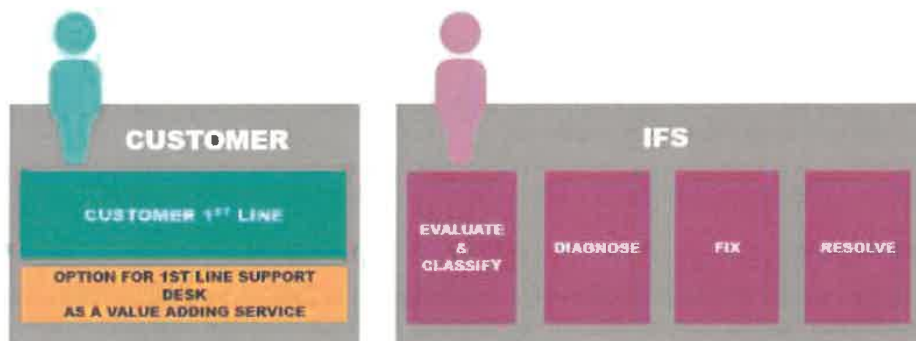 CUSTOMER
CUSTOMER 1ST LINE
OPTION FOR 1ST LINE SUPPORT
DESK
AS A VALUE ADDING SERVICE
IFS
EVALUATE
&
CLASSIFY
DIAGNOSE
FIX
RESOLVE